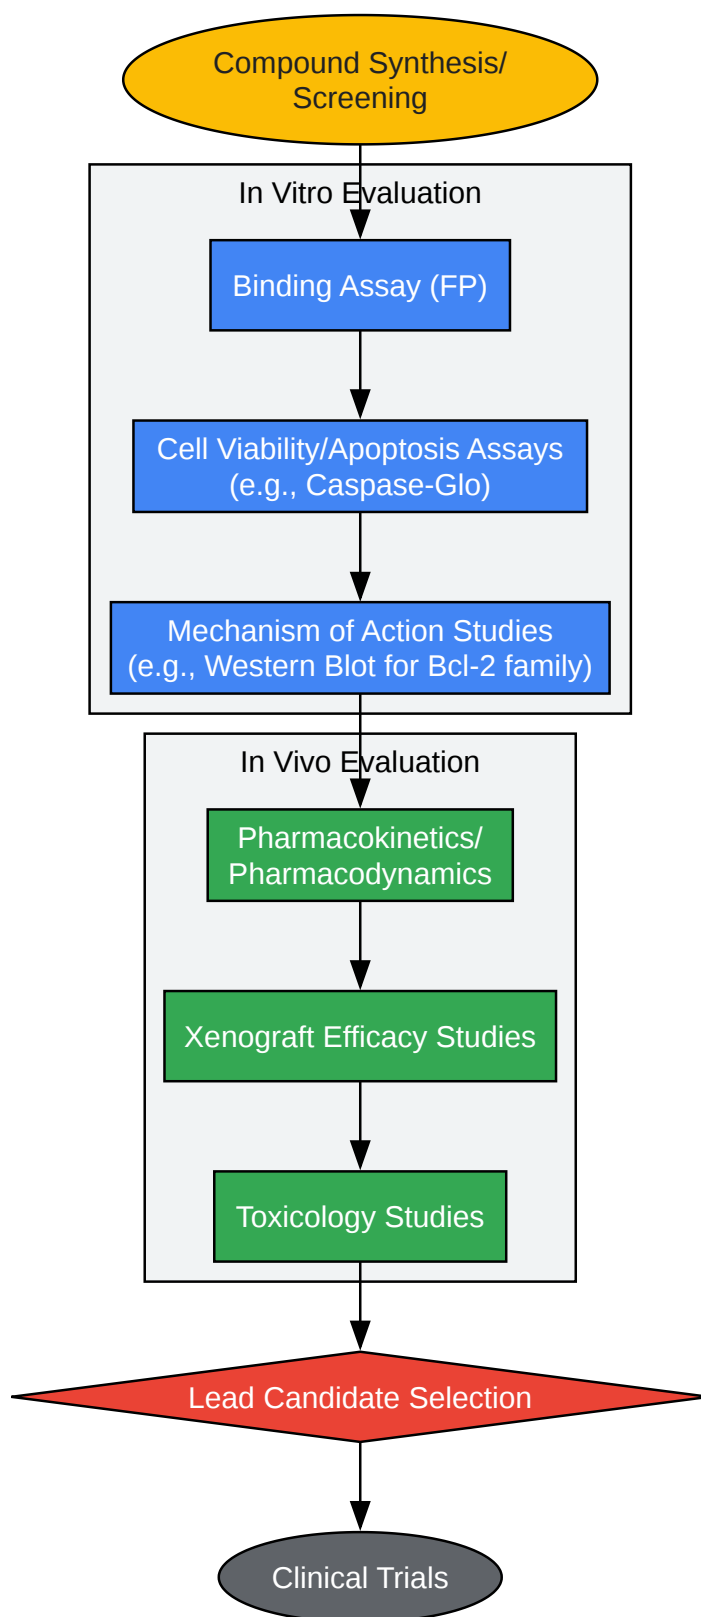 Compound Synthesis/
Screening
In Vitro Evaluation
Binding Assay (FP)
Cell Viability/Apoptosis Assays
(e.g., Caspase-Glo)
Mechanism of Action Studies
(e.g., Western Blot for Bcl-2 family)
In Vivo Evaluation
Pharmacokinetics/
Pharmacodynamics
Xenograft Efficacy Studies
Toxicology Studies
Lead Candidate Selection
Clinical Trials